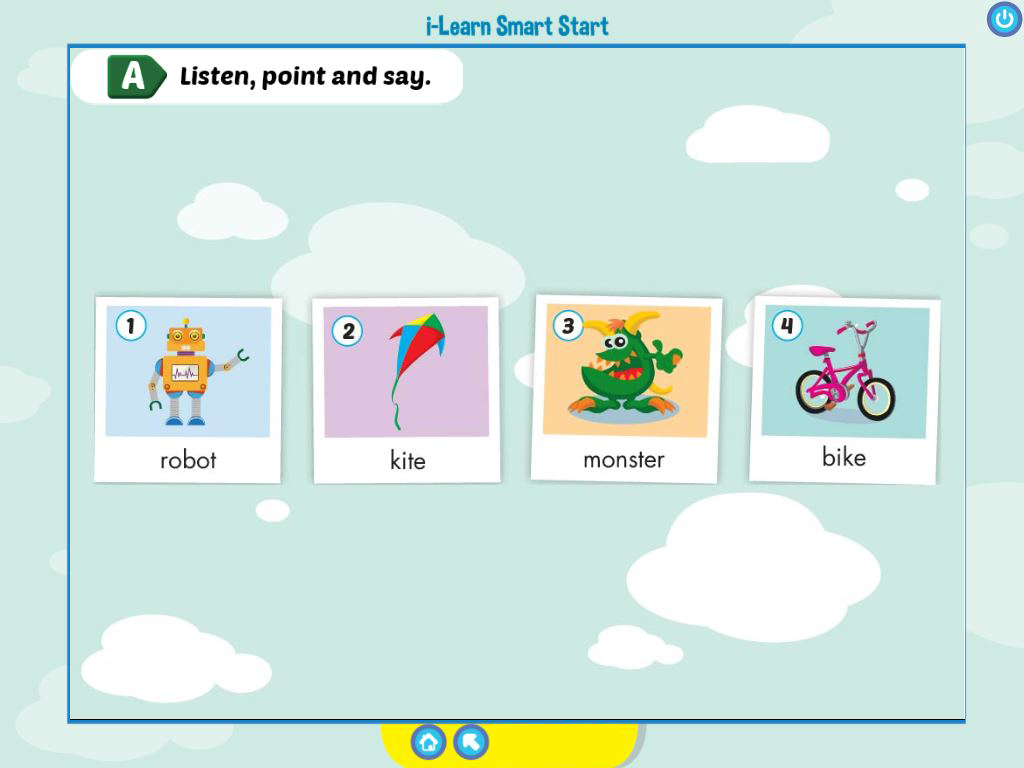 i-Learn Smart Start
A Listen, point and say.
1
2
3
4
robot
kite
monster
bike